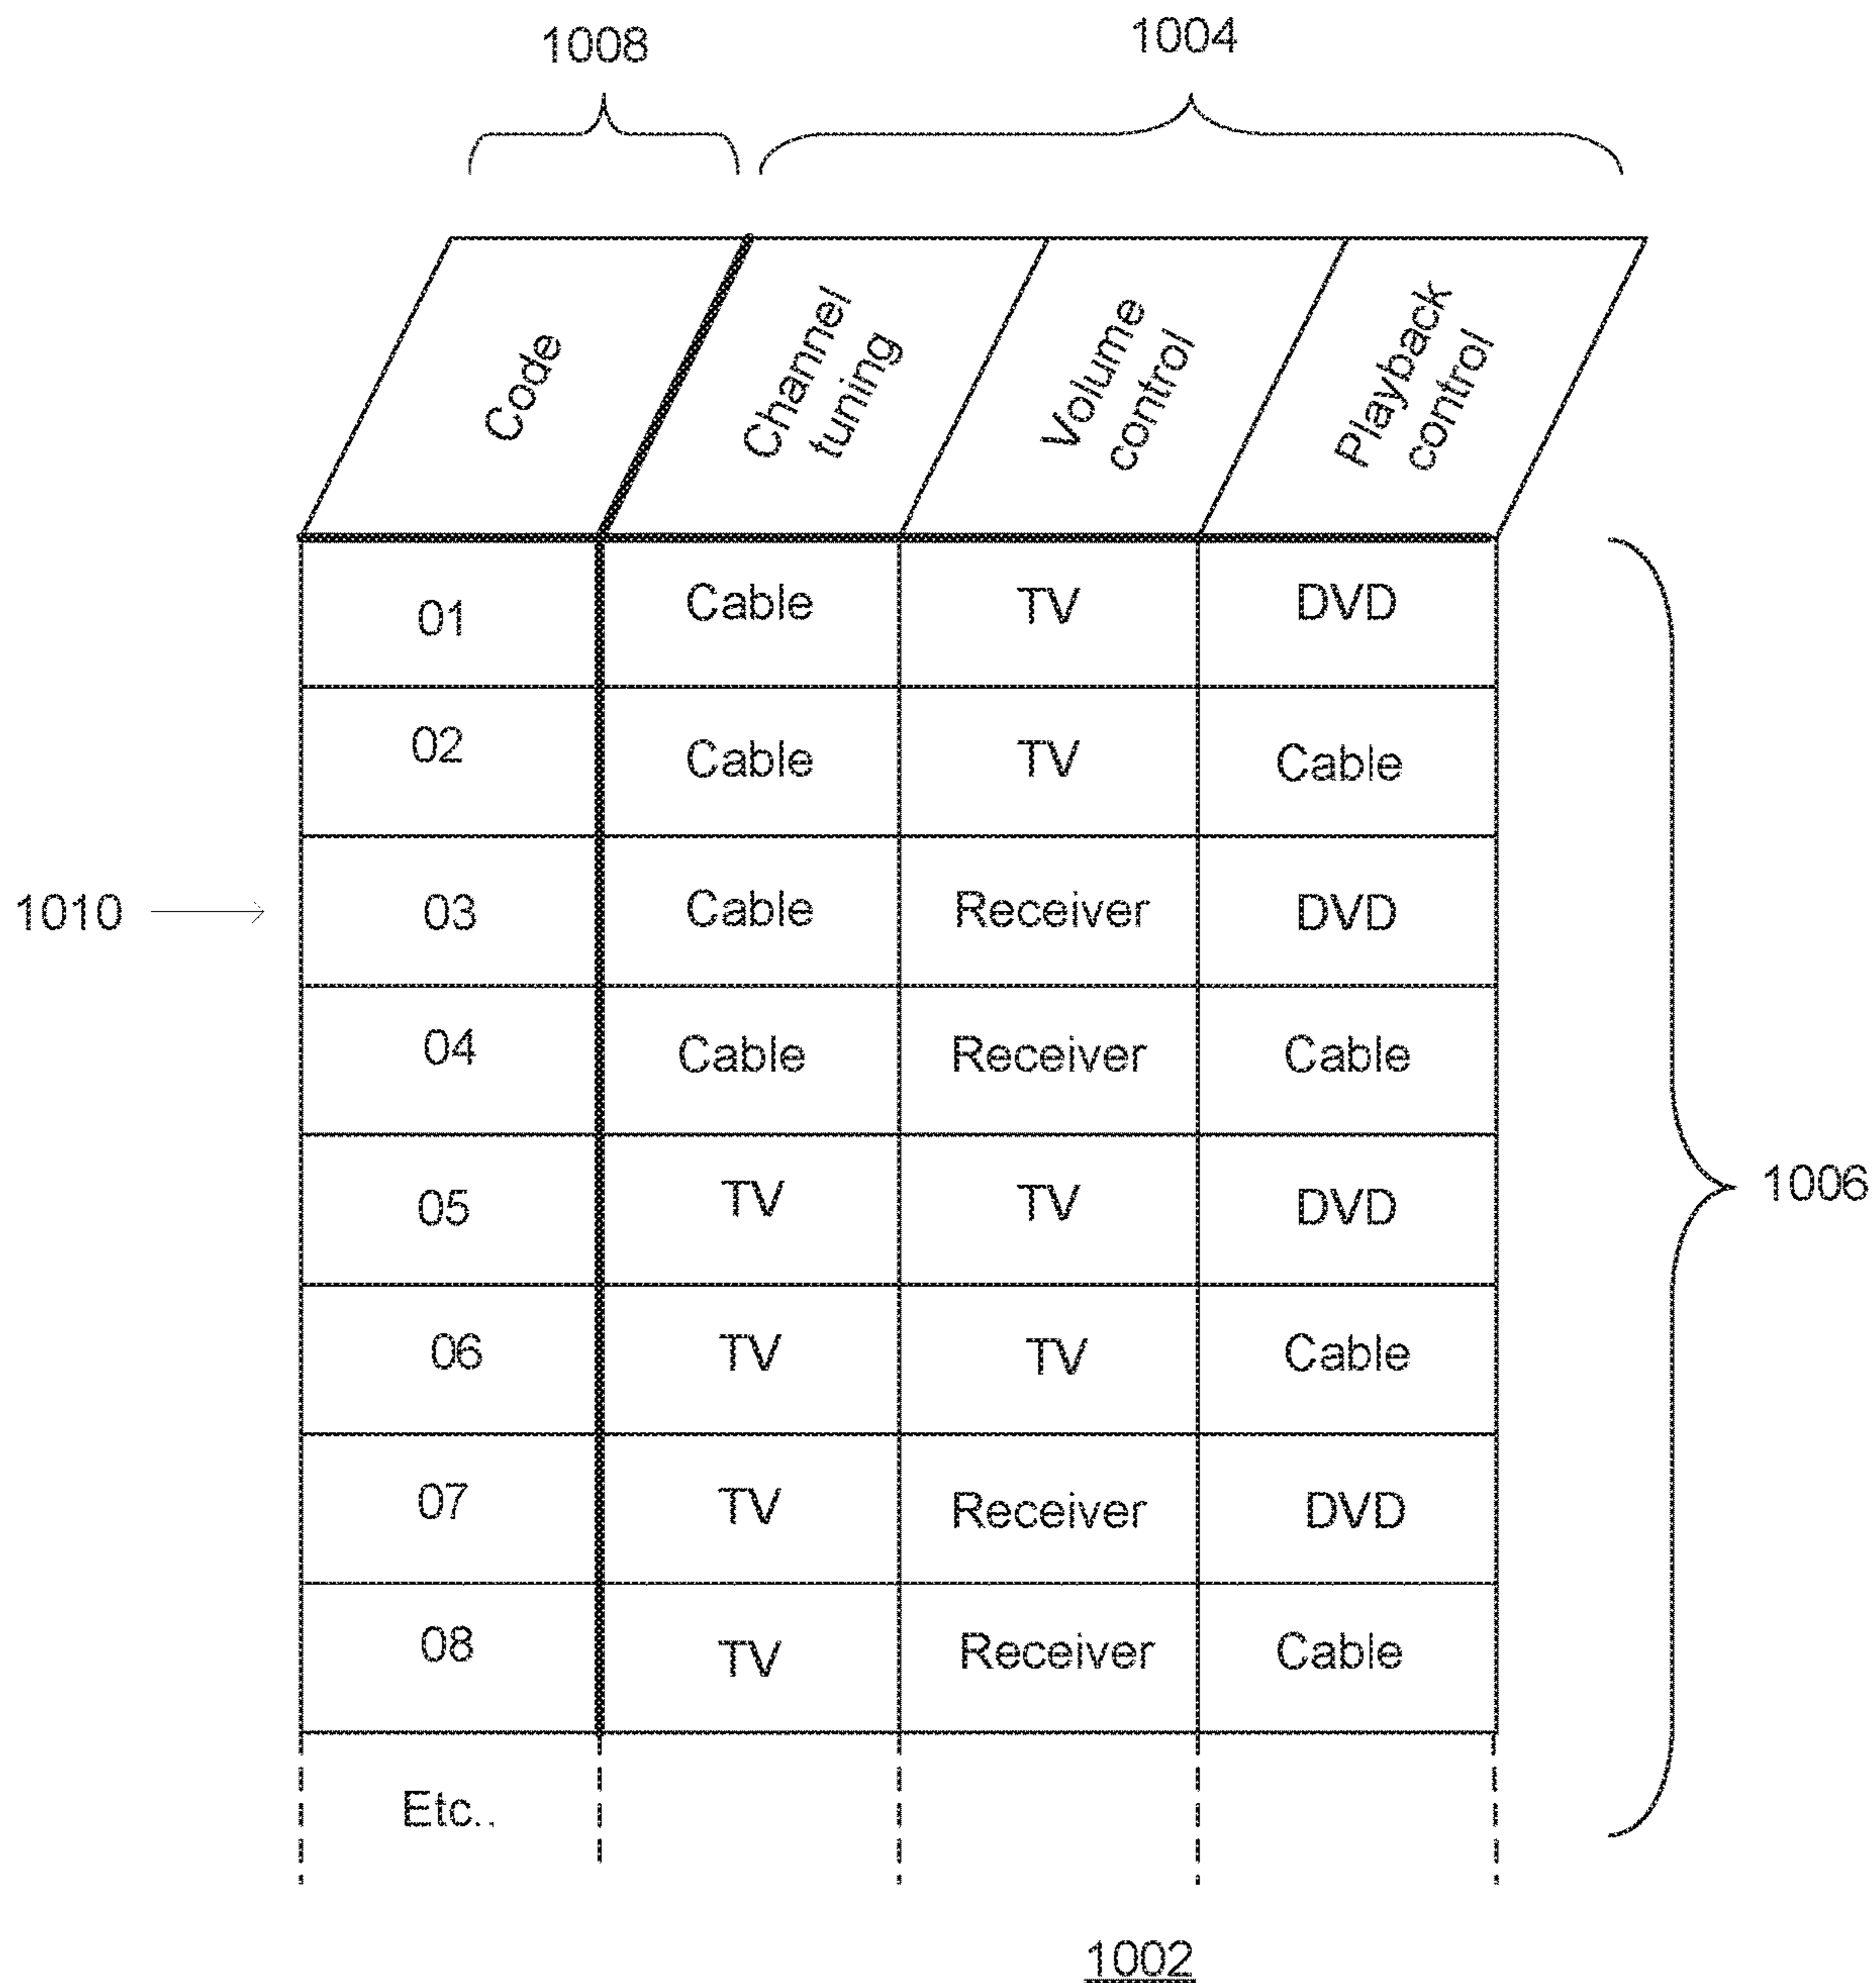 1008
1004
Code
Channel
tuning
Volume
control
Playback
control
01 Cable TV DVD
02 Cable TV Cable
1010
03 Cable Receiver DVD
04 Cable Receiver Cable
05 TV TV DVD
1006
06 TV TV Cable
07 TV Receiver DVD
08 TV Receiver Cable
Etc..
1002